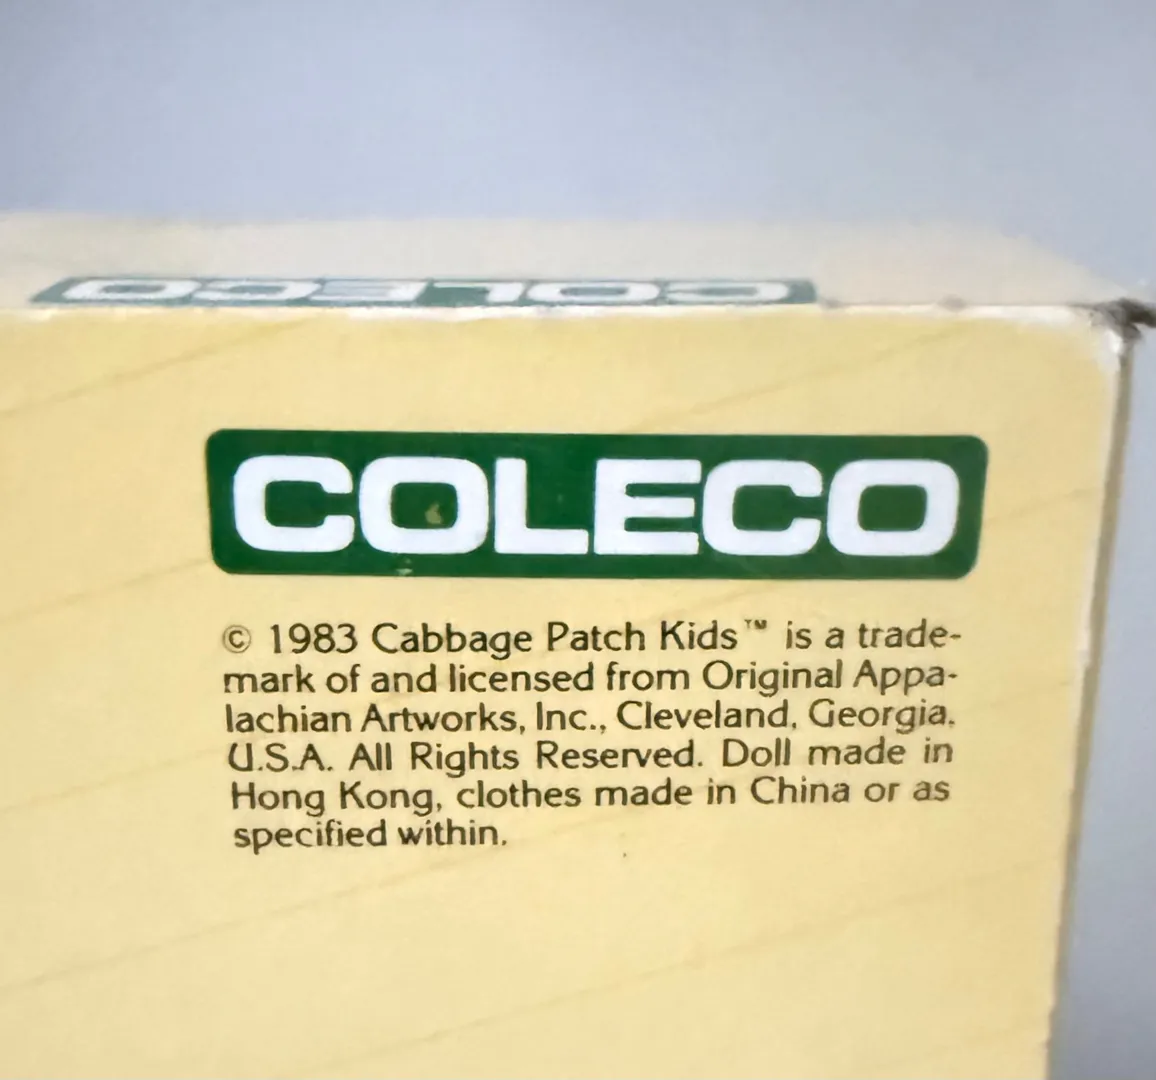 COLECO
COLECO
© 1983 Cabbage Patch Kids™ is a trade-
mark of and licensed from Original Appa-
lachian Artworks, Inc., Cleveland, Georgia.
U.S.A. All Rights Reserved. Doll made in
Hong Kong, clothes made in China or as
specified within.